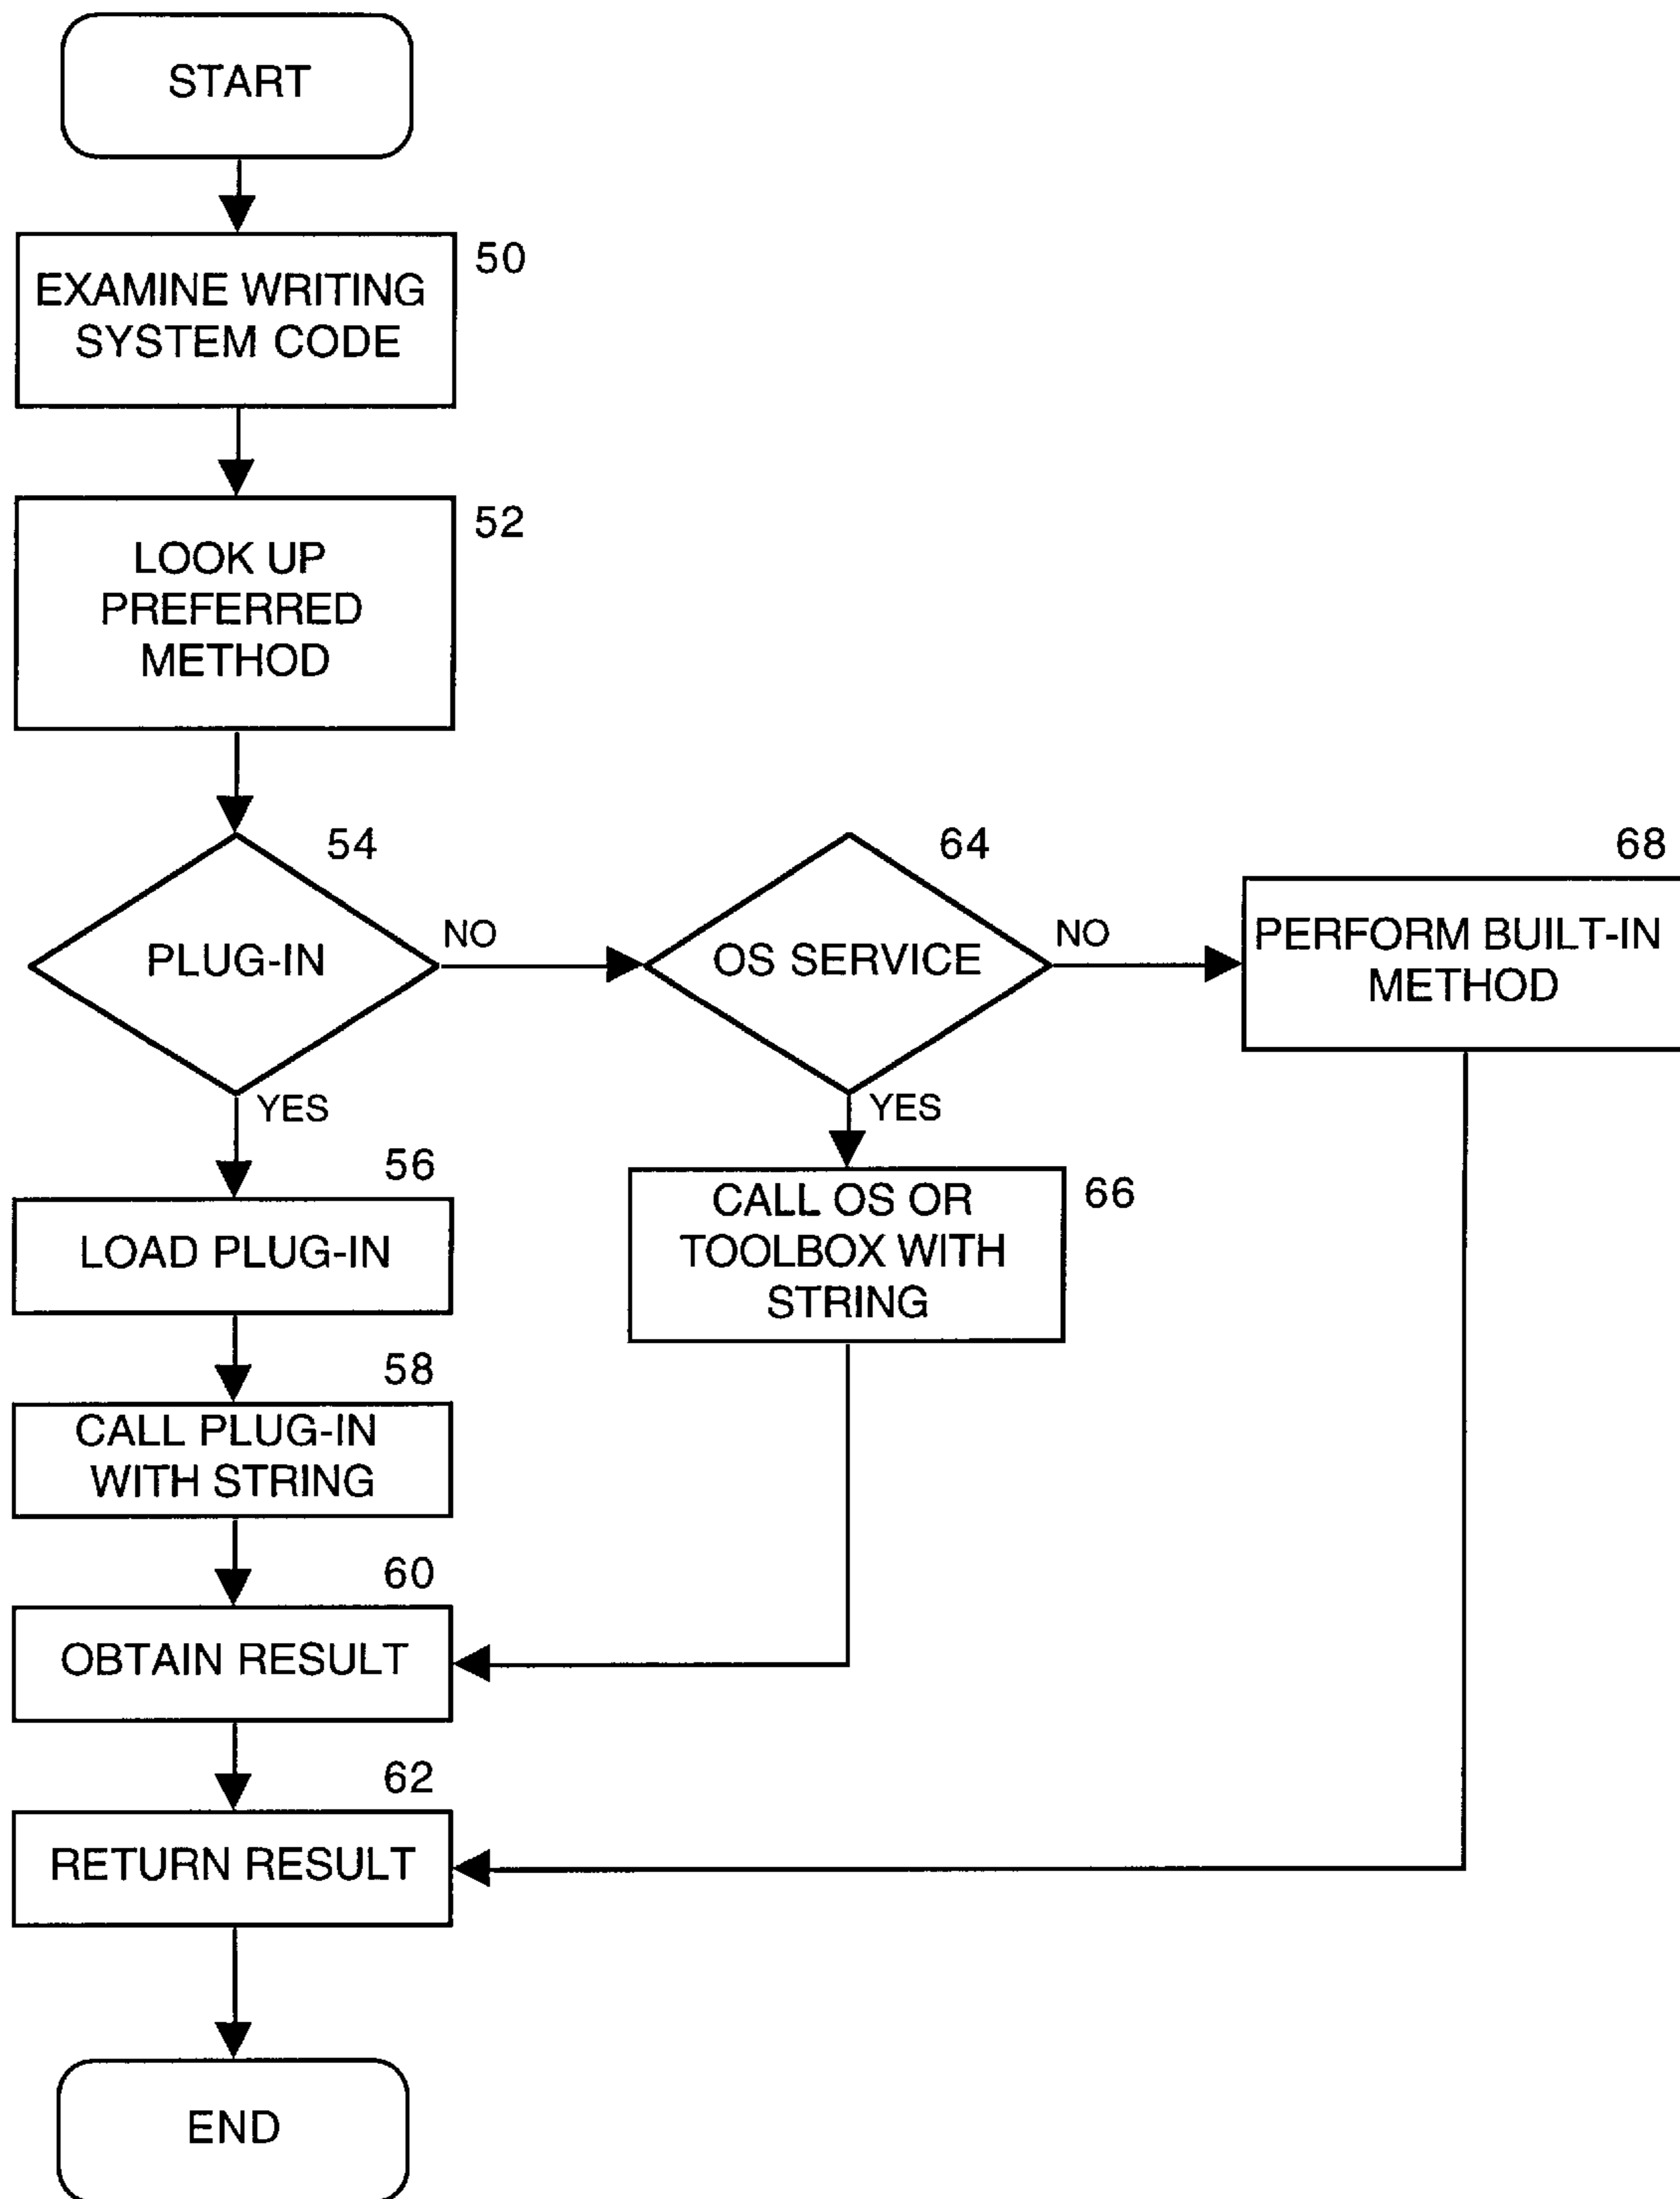 START
50
EXAMINE WRITING
SYSTEM CODE
52
LOOK UP
PREFERRED
METHOD
54
PLUG-IN
NO
YES
64
OS SERVICE
NO
YES
68
PERFORM BUILT-IN
METHOD
56
LOAD PLUG-IN
66
CALL OS OR
TOOLBOX WITH
STRING
58
CALL PLUG-IN
WITH STRING
60
OBTAIN RESULT
62
RETURN RESULT
END